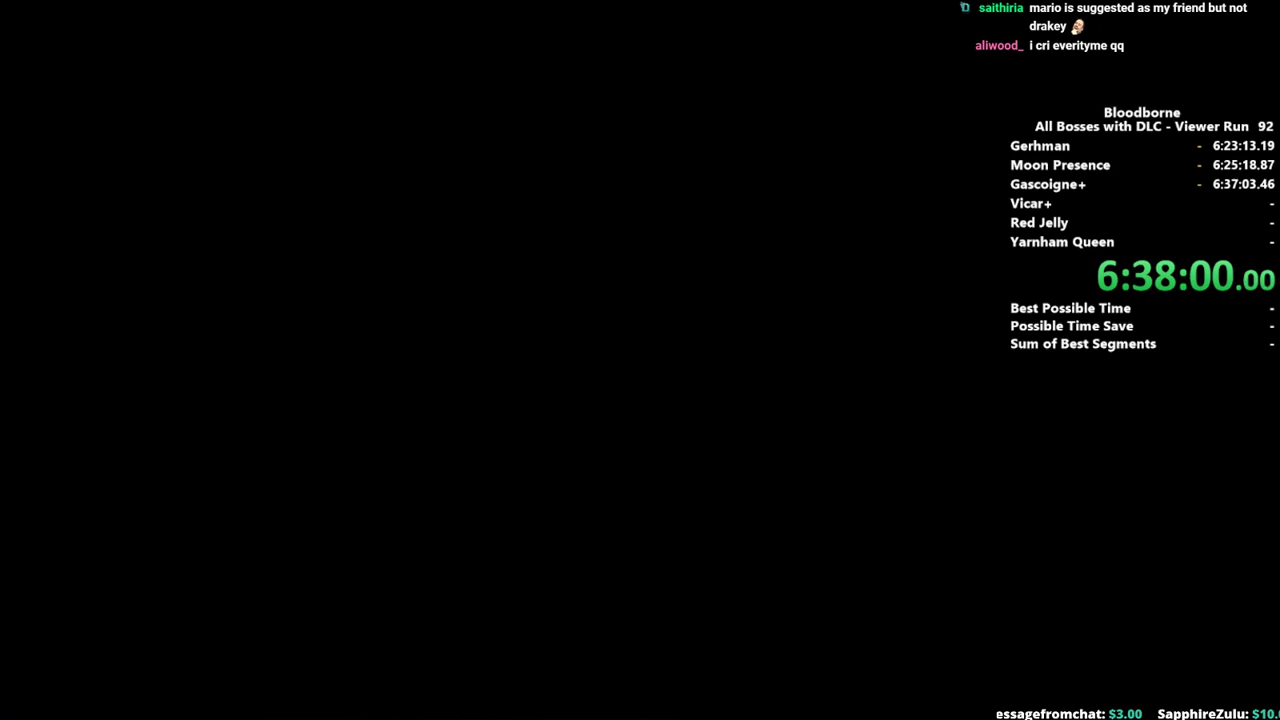 saithiria mario is suggested as my friend but not
drakey
aliwood_ i cri everityme qq
Bloodborne
All Bosses with DLC - Viewer Run 92
Gerhman - 6:23:13.19
Moon Presence - 6:25:18.87
Gascoigne+ - 6:37:03.46
Vicar+ -
Red Jelly -
Yarnham Queen -
6:38:00.00
Best Possible Time -
Possible Time Save -
Sum of Best Segments -
essagefromchat: $3.00 SapphireZulu: $10.